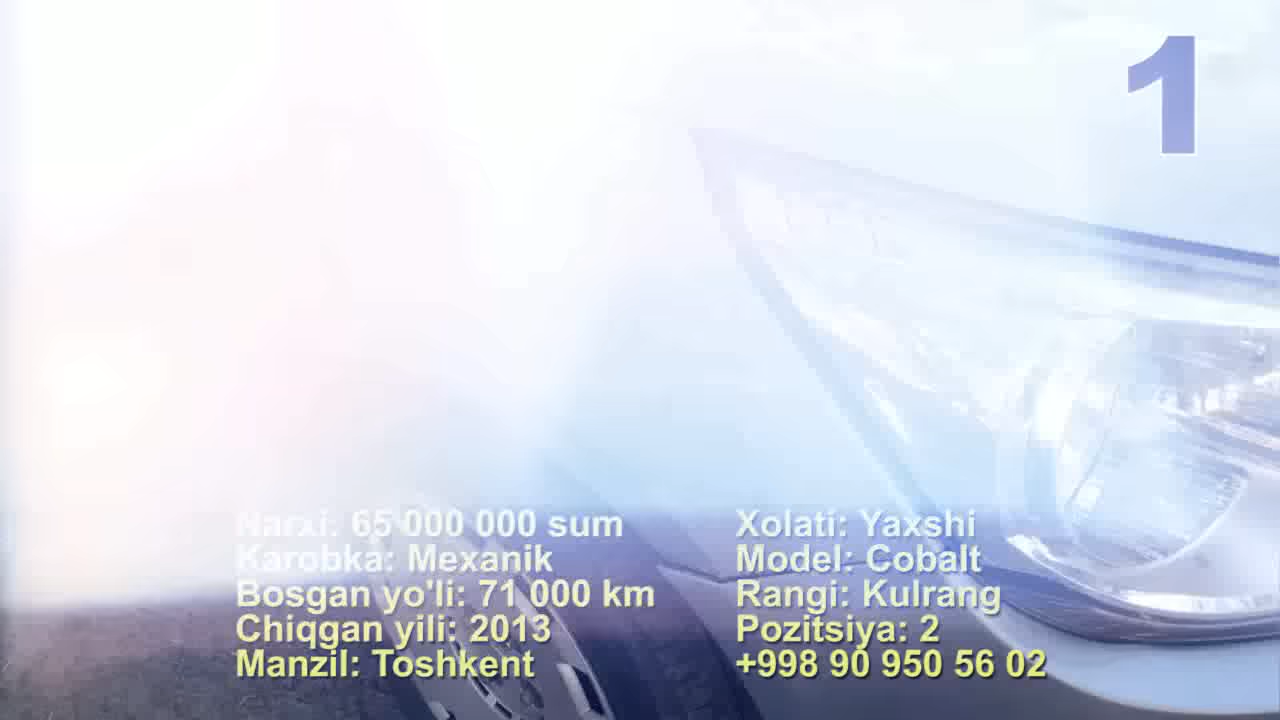 1
Narxi: 65 000 000 sum
Karobka: Mexanik
Bosgan yo'li: 71 000 km
Chiqgan yili: 2013
Manzil: Toshkent
Xolati: Yaxshi
Model: Cobalt
Rangi: Kulrang
Pozitsiya: 2
+998 90 950 56 02